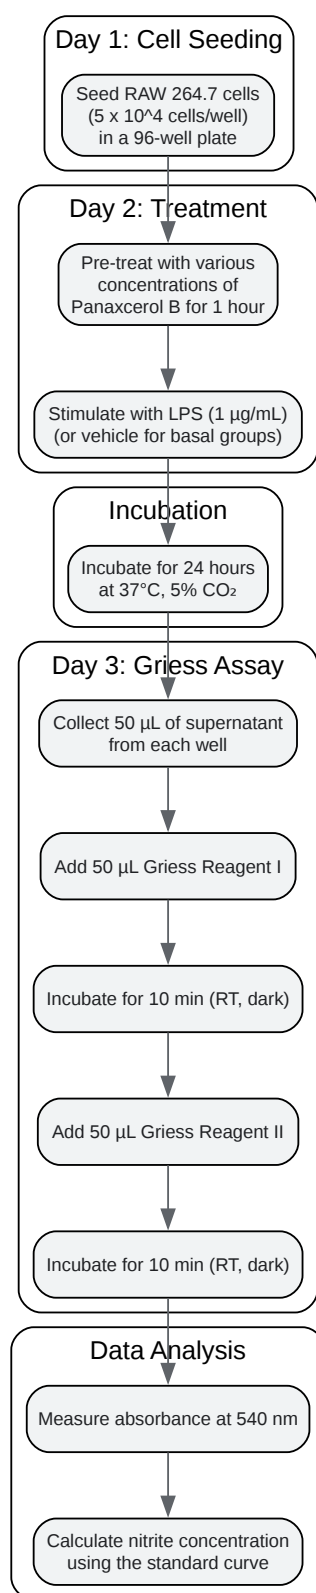 Day 1: Cell Seeding
Seed RAW 264.7 cells
(5 x 10^4 cells/well)
in a 96-well plate
Day 2: Treatment
Pre-treat with various
concentrations of
Panaxcerol B for 1 hour
Stimulate with LPS (1 µg/mL)
(or vehicle for basal groups)
Incubation
Incubate for 24 hours
at 37°C, 5% CO₂
Day 3: Griess Assay
Collect 50 µL of supernatant
from each well
Add 50 µL Griess Reagent I
Incubate for 10 min (RT, dark)
Add 50 µL Griess Reagent II
Incubate for 10 min (RT, dark)
Data Analysis
Measure absorbance at 540 nm
Calculate nitrite concentration
using the standard curve